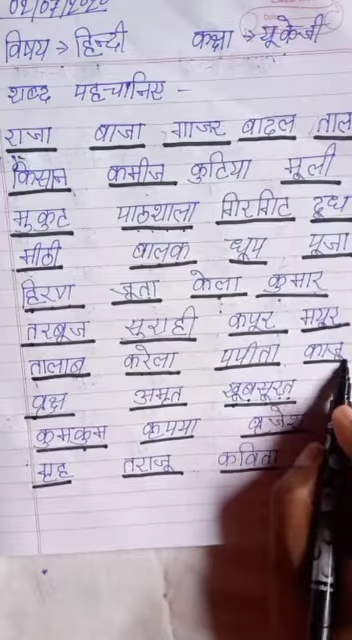 विषय → हिन्दी कक्षा → यूकेजी
शब्द पहचानिए -
राजा बाजा गाजर बादल ताल
किसान कमीज कुटिया मूली
मुकुट पाठशाला गिरगिट दूध
मीठी बालक धूप पूजा
हिरण जूता केला कुमार
तरबूज सुराही कपूर मयूर
तालाब करेला पपीता काजू
वृक्ष अमृत खूबसूरत
कुमकुम कृपया बृजेश
गृह तराजू कविता